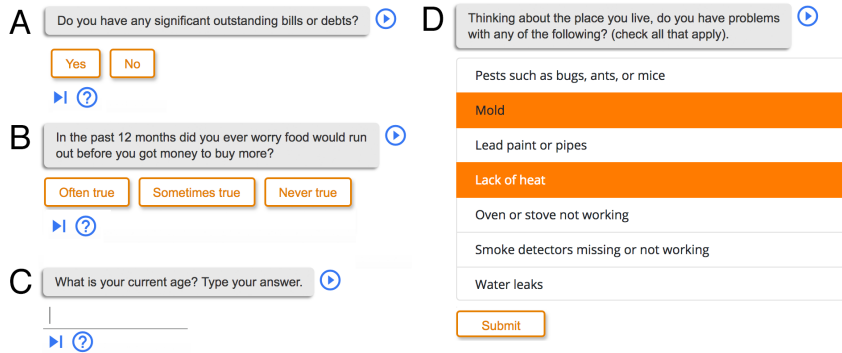 A
Do you have any significant outstanding bills or debts?
Yes
No
?
B
In the past 12 months did you ever worry food would run
out before you got money to buy more?
Often true
Sometimes true
Never true
?
C
What is your current age? Type your answer.
?
D
Thinking about the place you live, do you have problems
with any of the following? (check all that apply).
Pests such as bugs, ants, or mice
Mold
Lead paint or pipes
Lack of heat
Oven or stove not working
Smoke detectors missing or not working
Water leaks
Submit